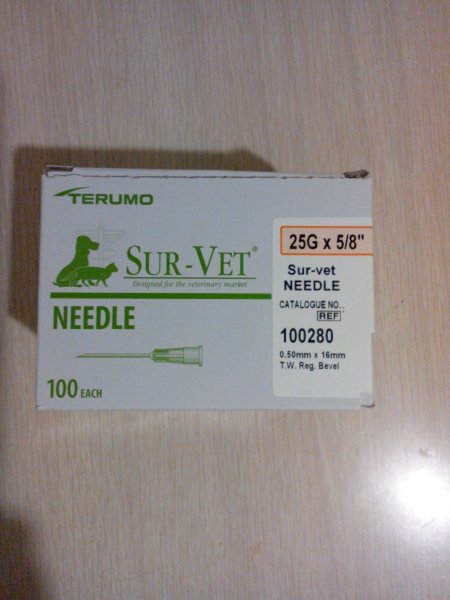 TERUMO
SUR-VET®
Designed for the veterinary market
NEEDLE
100 EACH
25G x 5/8"
Sur-vet
NEEDLE
CATALOGUE NO..
REF
100280
0.50mm x 16mm
T.W. Reg. Bevel